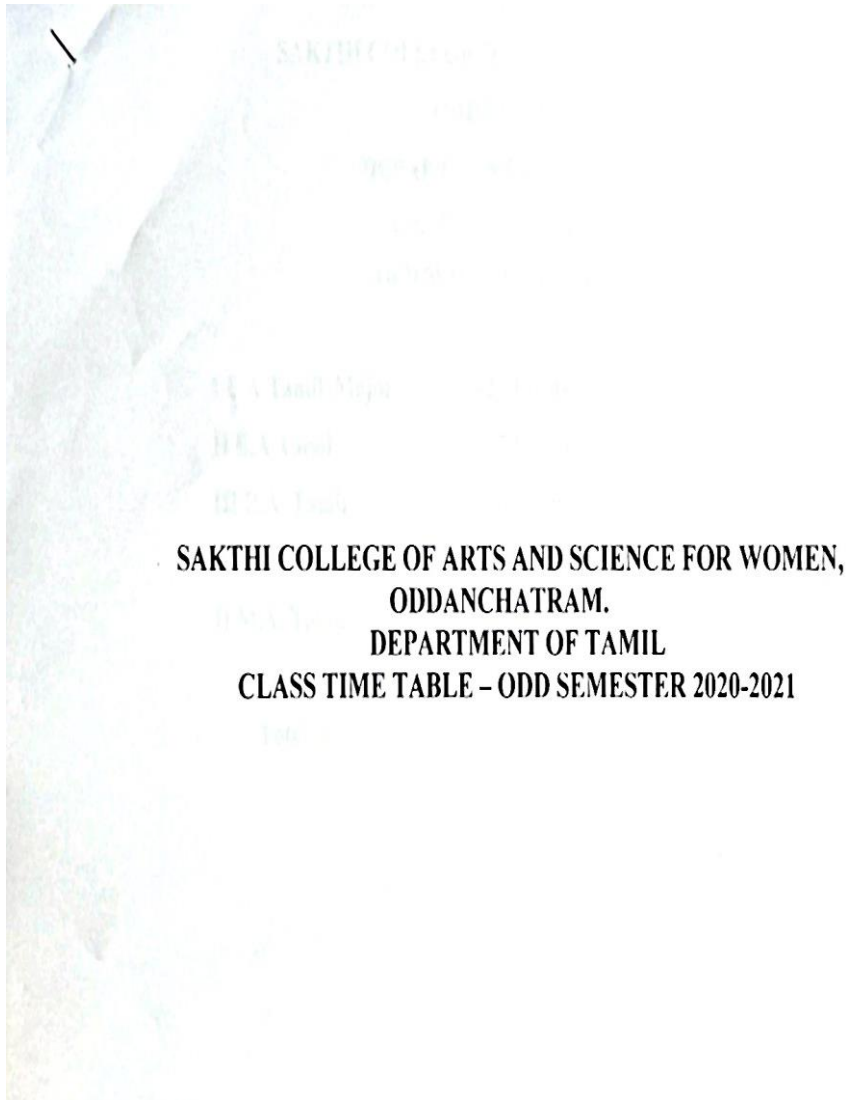 SAKTHI COLLEGE OF ARTS AND SCIENCE FOR WOMEN,
ODDANCHATRAM.
DEPARTMENT OF TAMIL
CLASS TIME TABLE – ODD SEMESTER 2020-2021